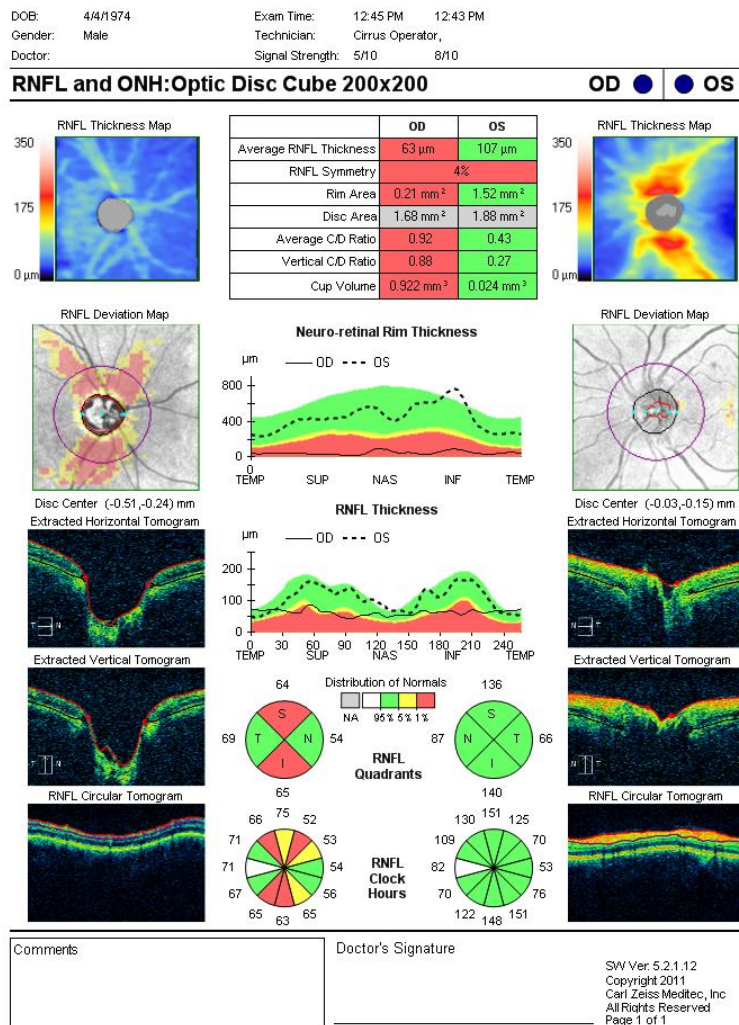 DOB: 4/4/1974 Exam Time: 12:45 PM 12:43 PM
Gender: Male Technician: Cirrus Operator,
Doctor: Signal Strength: 5/10 8/10
RNFL and ONH:Optic Disc Cube 200x200 OD OS
RNFL Thickness Map
350
175
0 µm
OD OS
Average RNFL Thickness 63 µm 107 µm
RNFL Symmetry 4%
Rim Area 0.21 mm² 1.52 mm²
Disc Area 1.68 mm² 1.88 mm²
Average C/D Ratio 0.92 0.43
Vertical C/D Ratio 0.88 0.27
Cup Volume 0.922 mm³ 0.024 mm³
RNFL Thickness Map
350
175
0 µm
RNFL Deviation Map
Disc Center (-0.51,-0.24) mm
Neuro-retinal Rim Thickness
µm OD OS
800
400
0
0
TEMP SUP NAS INF TEMP
RNFL Deviation Map
Disc Center (-0.03,-0.15) mm
Extracted Horizontal Tomogram
T N
RNFL Thickness
µm OD OS
200
100
0
0 30 60 90 120 150 180 210 240
TEMP SUP NAS INF TEMP
Extracted Horizontal Tomogram
T N
Extracted Vertical Tomogram
T N
Distribution of Normals
NA 95% 5% 1%
64
69 S T N I 54
65
RNFL
Quadrants
136
87 S N T I 66
140
Extracted Vertical Tomogram
T N
RNFL Circular Tomogram
75
66 52
71 53
71 54
67 56
65 65
63
RNFL
Clock
Hours
151
130 125
109 70
82 53
70 76
122 151
148
RNFL Circular Tomogram
Comments
Doctor's Signature
SW Ver: 5.2.1.12
Copyright 2011
Carl Zeiss Meditec, Inc
All Rights Reserved
Page 1 of 1